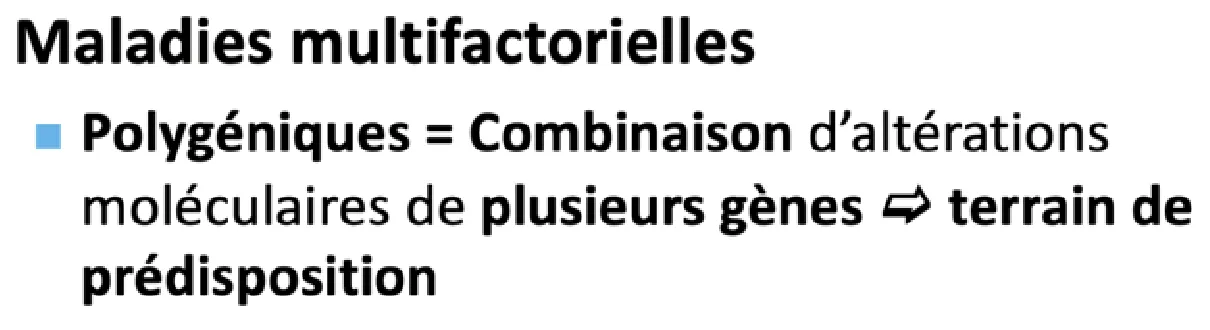 Maladies multifactorielles
Polygéniques = Combinaison d'altérations
moléculaires de plusieurs gènes ⇨ terrain de
prédisposition